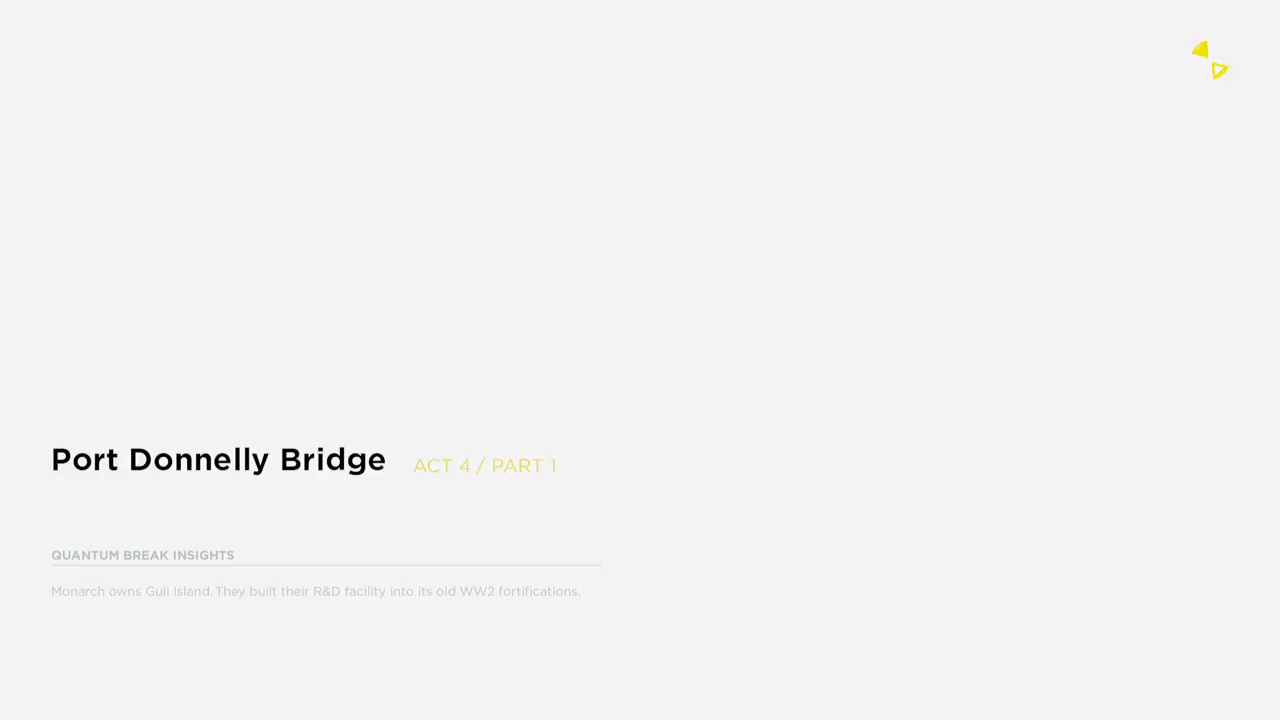 Port Donnelly Bridge ACT 4 / PART 1
QUANTUM BREAK INSIGHTS
Monarch owns Gull Island. They built their R&D facility into its old WW2 fortifications.